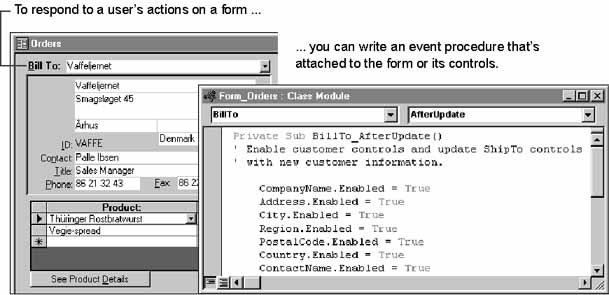 To respond to a user's actions on a form ...
... you can write an event procedure that's
attached to the form or its controls.
Orders
Bill To: Vaffeljernet
Vaffeljernet
Smagsløget 45
Århus
ID: VAFFE Denmark
Contact: Palle Ibsen
Title: Sales Manager
Phone: 86 21 32 43 Fax: 86 22
Product:
Thüringer Rostbratwurst
Vegie-spread
See Product Details
Form_Orders : Class Module
BillTo AfterUpdate
Private Sub BillTo_AfterUpdate()
' Enable customer controls and update ShipTo controls
' with new customer information.
CompanyName.Enabled = True
Address.Enabled = True
City.Enabled = True
Region.Enabled = True
PostalCode.Enabled = True
Country.Enabled = True
ContactName.Enabled = True